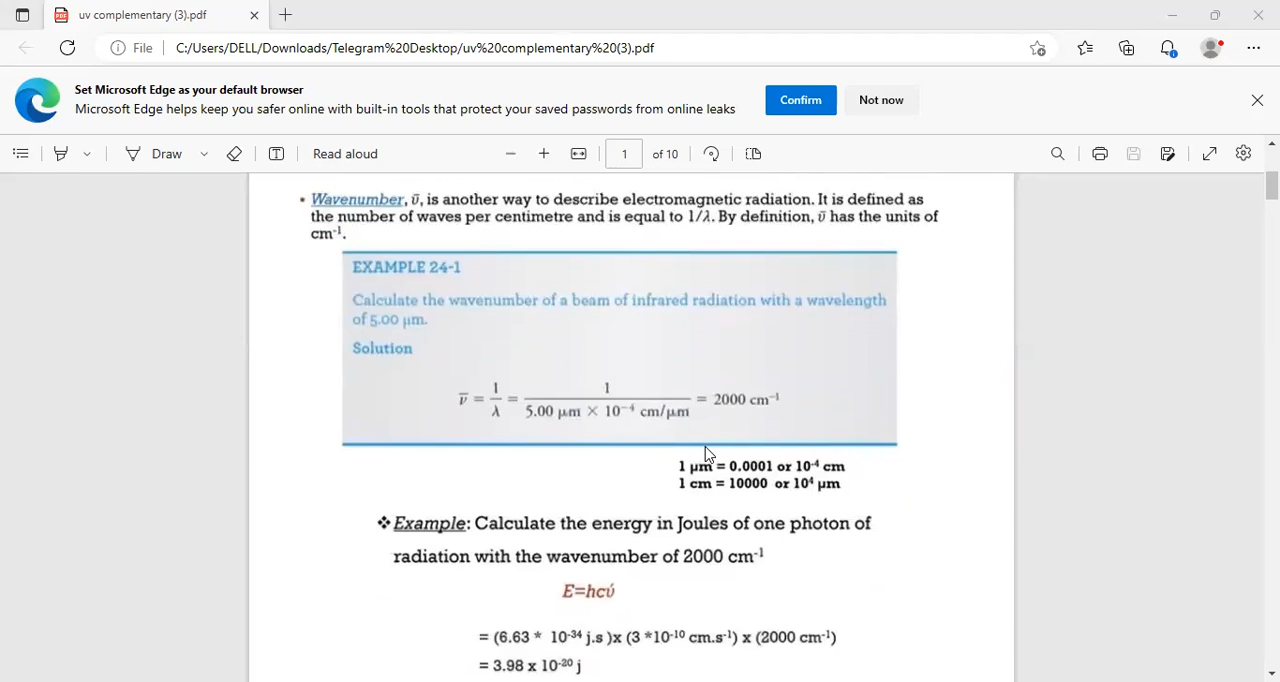 uv complementary (3).pdf
File C:/Users/DELL/Downloads/Telegram%20Desktop/uv%20complementary%20(3).pdf
Set Microsoft Edge as your default browser
Microsoft Edge helps keep you safer online with built-in tools that protect your saved passwords from online leaks
Confirm
Not now
Draw
Read aloud
1 of 10
• Wavenumber, ῡ, is another way to describe electromagnetic radiation. It is defined as
the number of waves per centimetre and is equal to 1/λ. By definition, ῡ has the units of
cm⁻¹.
EXAMPLE 24-1
Calculate the wavenumber of a beam of infrared radiation with a wavelength
of 5.00 μm.
Solution
ν̅ = 1/λ = 1/(5.00 μm × 10⁻⁴ cm/μm) = 2000 cm⁻¹
1 μm = 0.0001 or 10⁻⁴ cm
1 cm = 10000 or 10⁴ μm
❖ Example: Calculate the energy in Joules of one photon of
radiation with the wavenumber of 2000 cm⁻¹
E=hcύ
= (6.63 * 10⁻³⁴ j.s )x (3 *10⁻¹⁰ cm.s⁻¹) x (2000 cm⁻¹)
= 3.98 x 10⁻²⁰ j